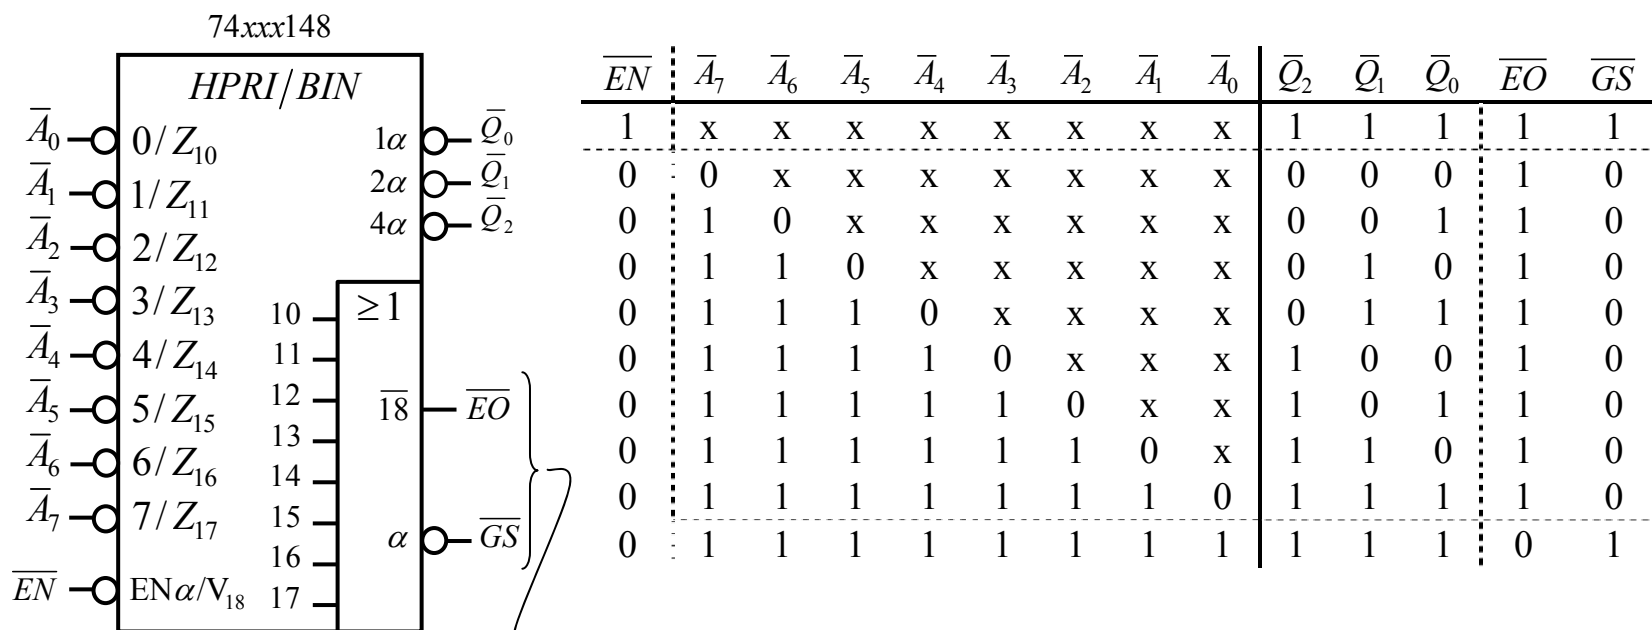 74xxx148
HPRI/BIN
A̅₀ 0/Z₁₀ 1α Q̅₀
A̅₁ 1/Z₁₁ 2α Q̅₁
A̅₂ 2/Z₁₂ 4α Q̅₂
A̅₃ 3/Z₁₃ 10 ≥1
A̅₄ 4/Z₁₄ 11
A̅₅ 5/Z₁₅ 12 1̅8̅ E̅O̅
A̅₆ 6/Z₁₆ 13
14
A̅₇ 7/Z₁₇ 15 α G̅S̅
16
E̅N̅ ENα/V₁₈ 17
E̅N̅ A̅₇ A̅₆ A̅₅ A̅₄ A̅₃ A̅₂ A̅₁ A̅₀ Q̅₂ Q̅₁ Q̅₀ E̅O̅ G̅S̅
1 x x x x x x x x 1 1 1 1 1
0 0 x x x x x x x 0 0 0 1 0
0 1 0 x x x x x x 0 0 1 1 0
0 1 1 0 x x x x x 0 1 0 1 0
0 1 1 1 0 x x x x 0 1 1 1 0
0 1 1 1 1 0 x x x 1 0 0 1 0
0 1 1 1 1 1 0 x x 1 0 1 1 0
0 1 1 1 1 1 1 0 x 1 1 0 1 0
0 1 1 1 1 1 1 1 0 1 1 1 1 0
0 1 1 1 1 1 1 1 1 1 1 1 0 1